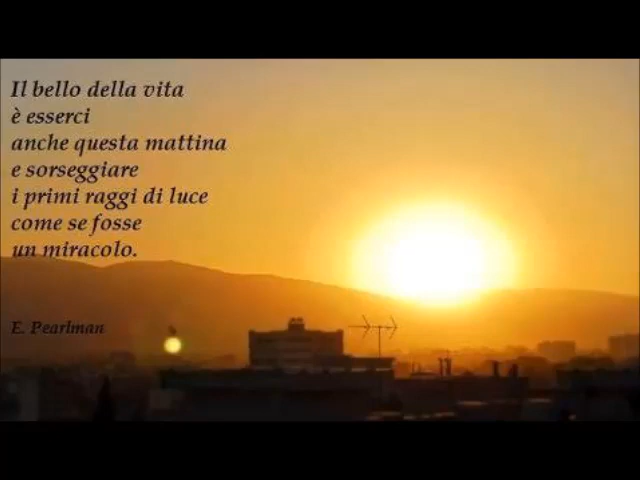 Il bello della vita
è esserci
anche questa mattina
e sorseggiare
i primi raggi di luce
come se fosse
un miracolo.
E. Pearlman